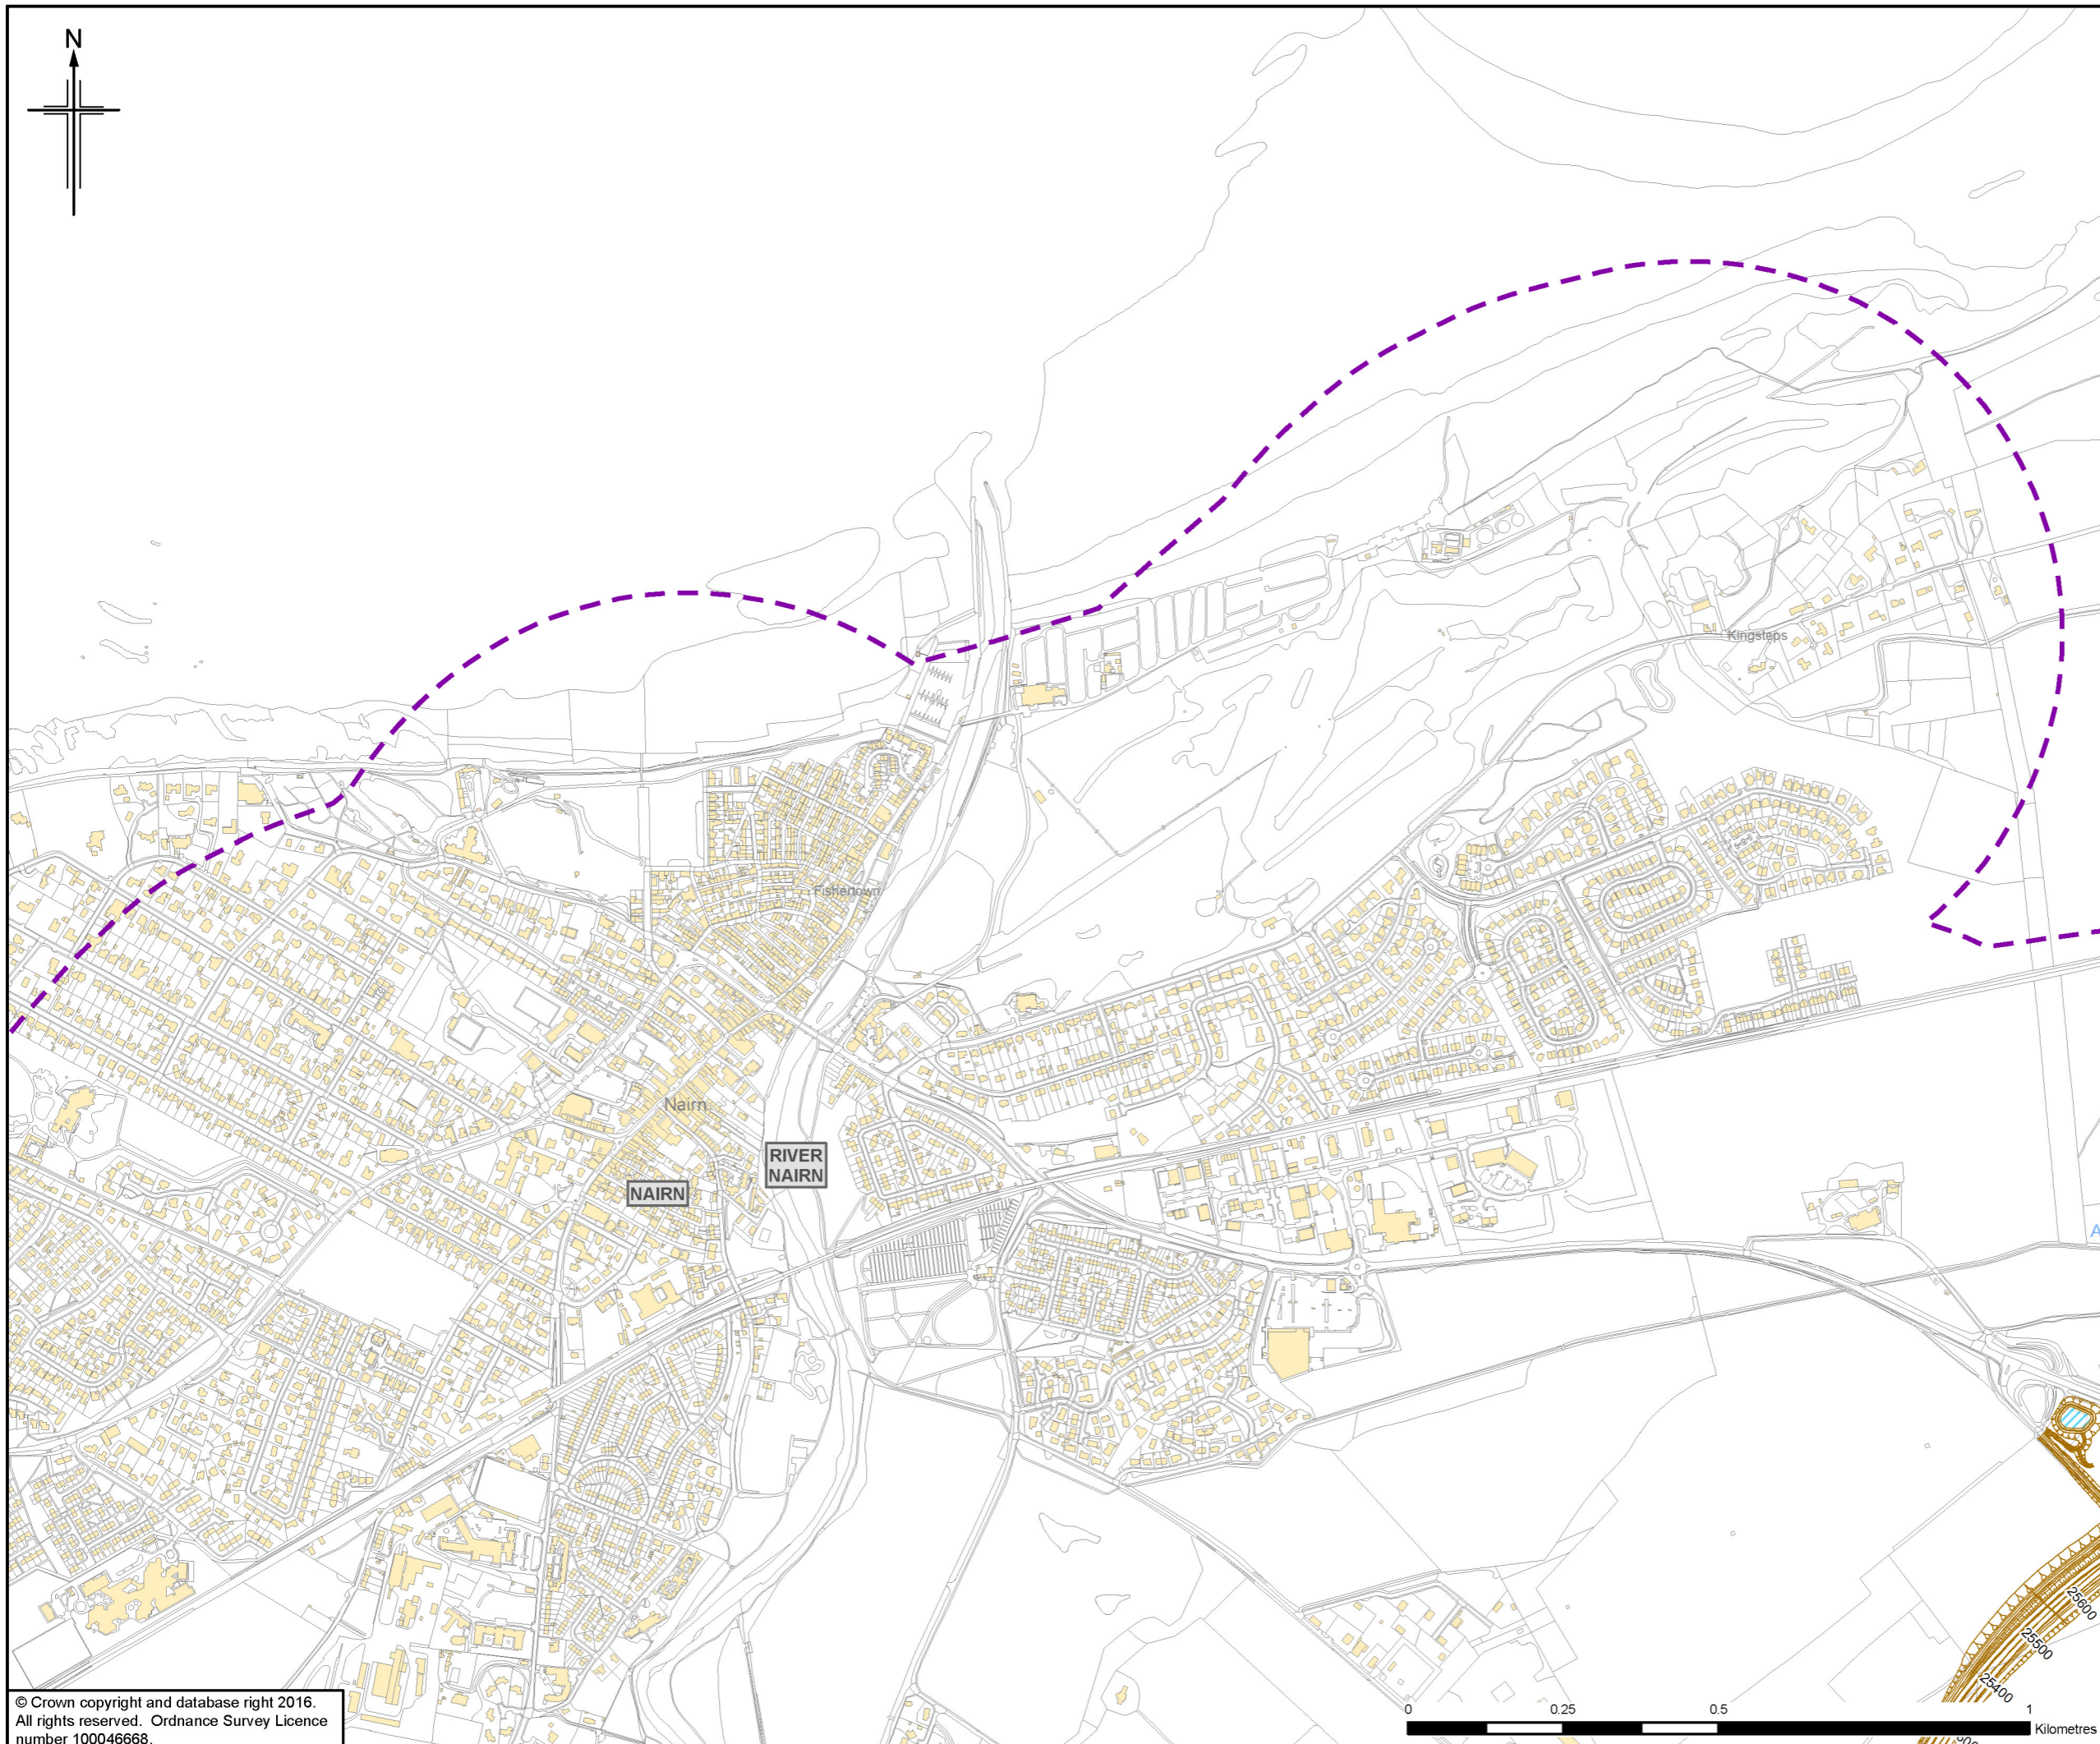 N
Kingsteps
Fishertown
Nairn
RIVER
NAIRN
NAIRN
A
25600
25500
25400
© Crown copyright and database right 2016.
All rights reserved. Ordnance Survey Licence
number 100046668.
0 0.25 0.5 1
Kilometres